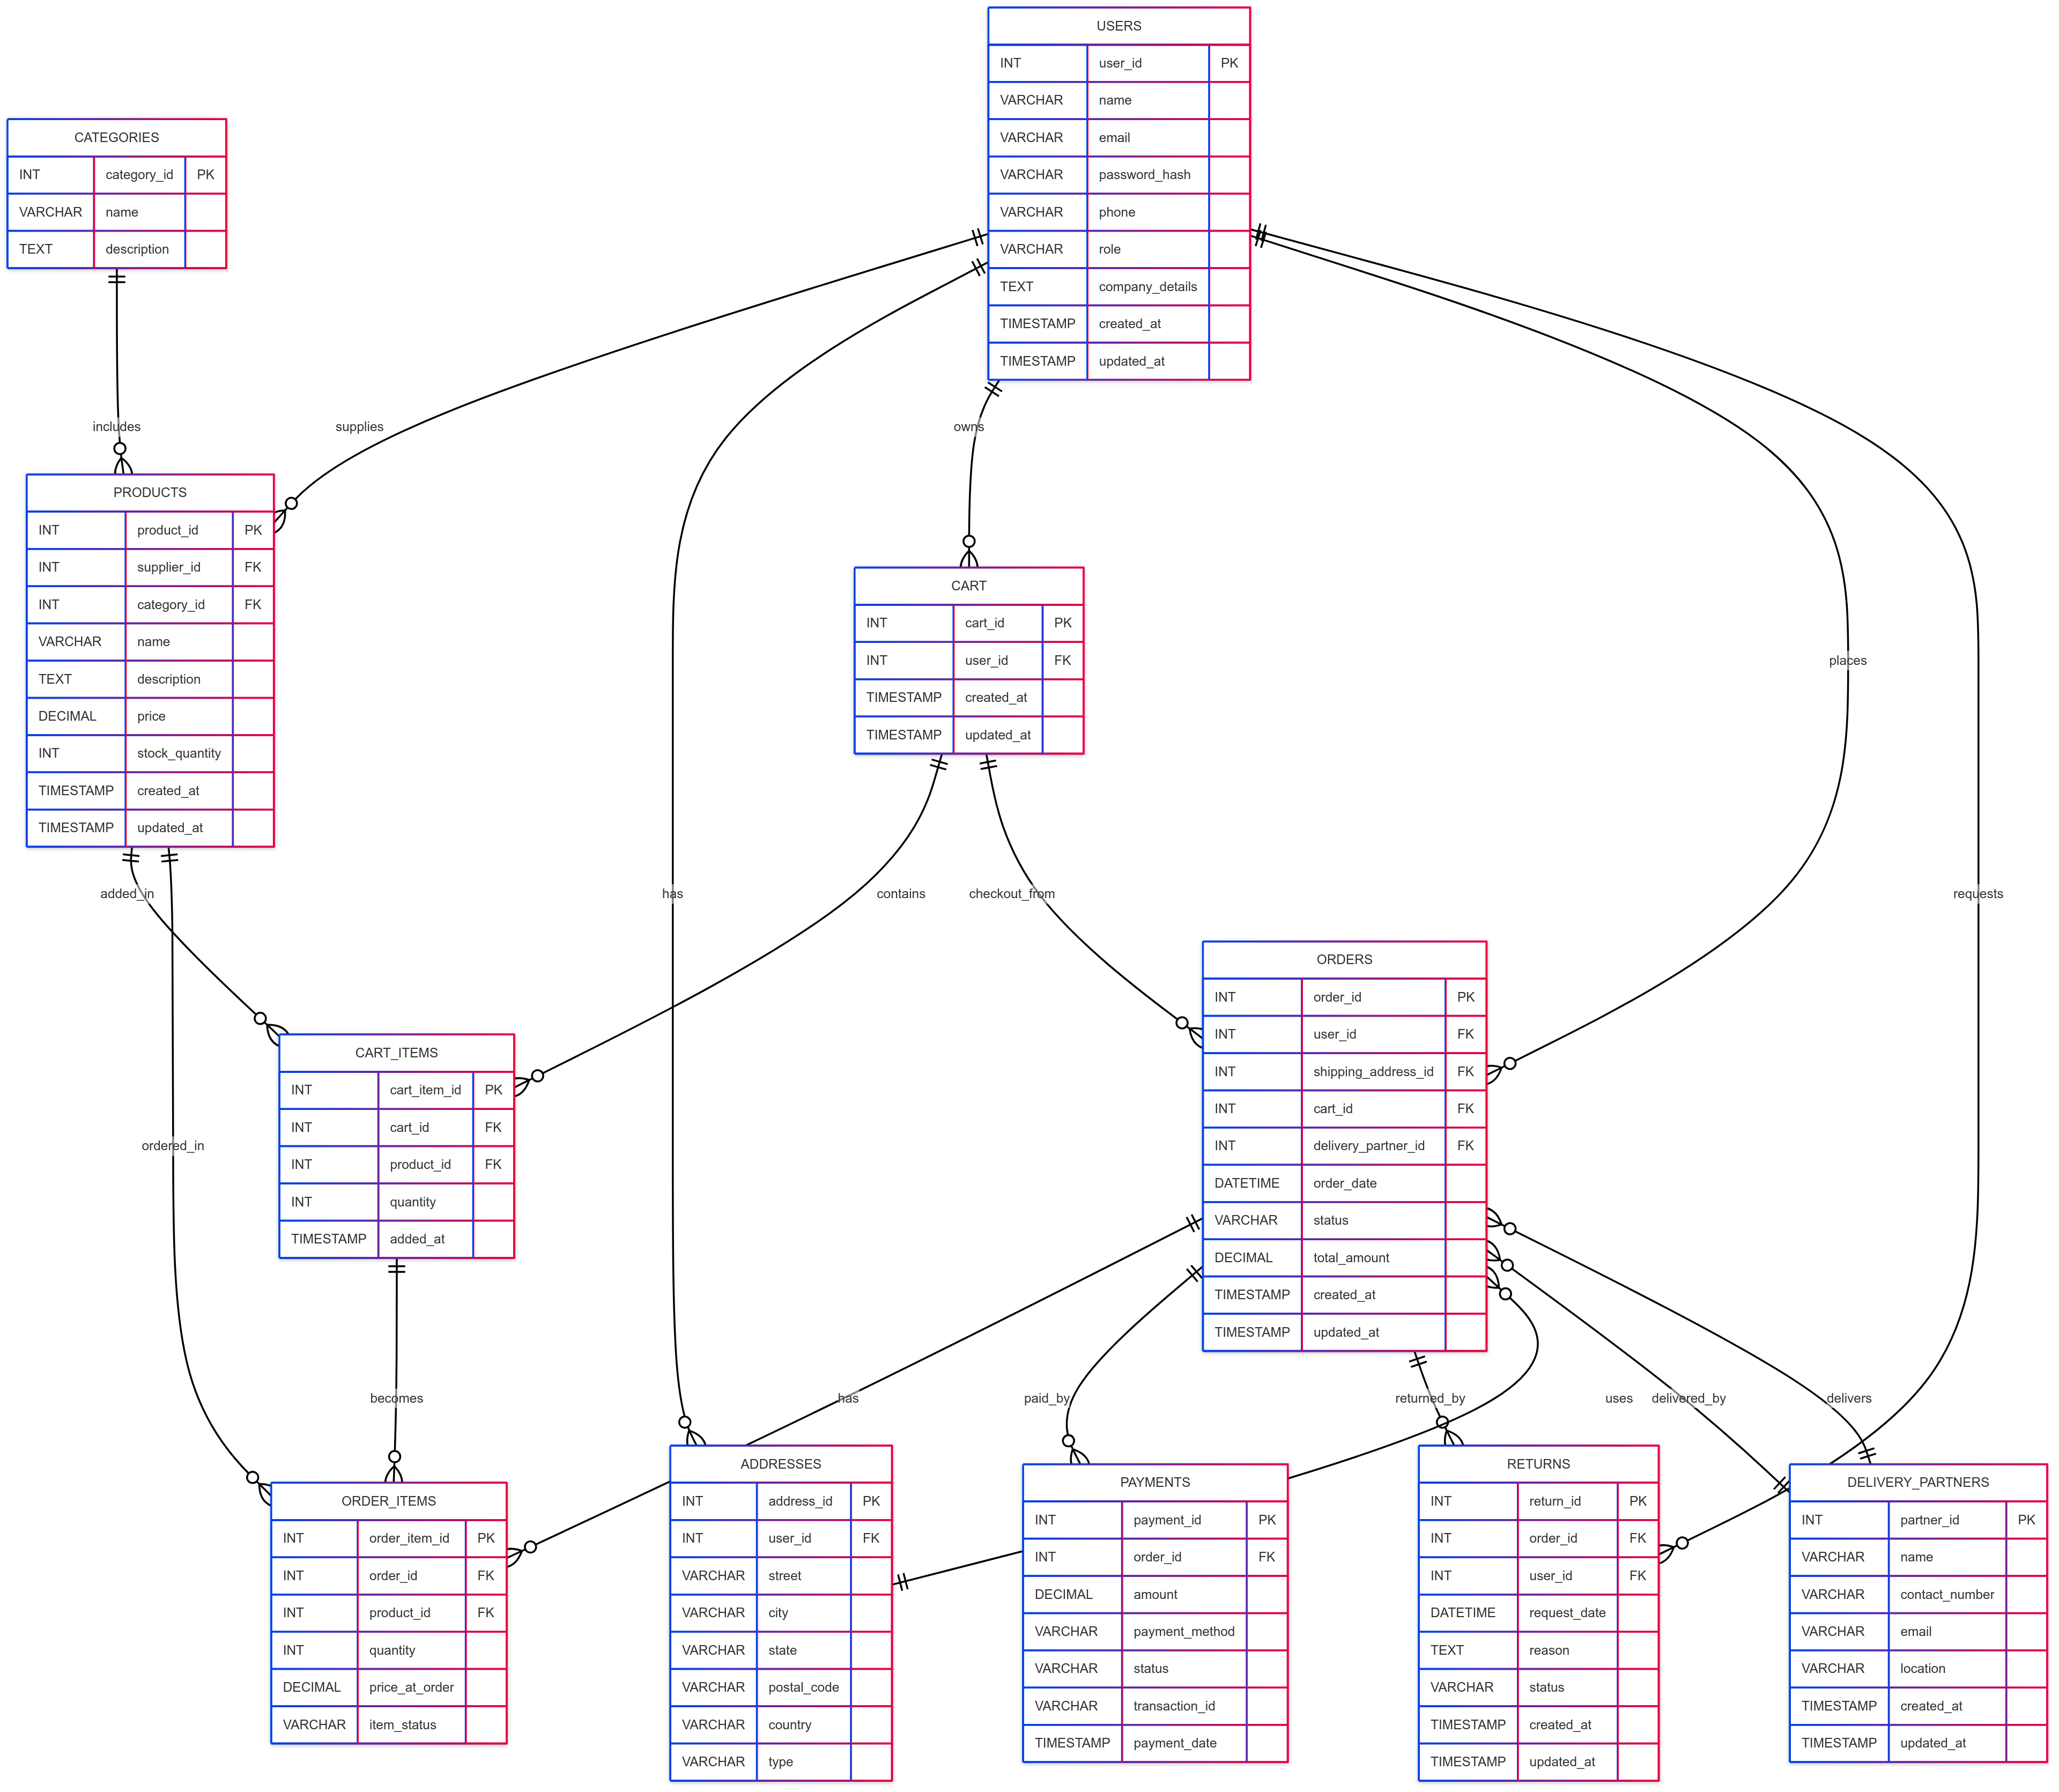 USERS
INT user_id PK
VARCHAR name
VARCHAR email
VARCHAR password_hash
VARCHAR phone
VARCHAR role
TEXT company_details
TIMESTAMP created_at
TIMESTAMP updated_at
CATEGORIES
INT category_id PK
VARCHAR name
TEXT description
includes
supplies
owns
PRODUCTS
INT product_id PK
INT supplier_id FK
INT category_id FK
VARCHAR name
TEXT description
DECIMAL price
INT stock_quantity
TIMESTAMP created_at
TIMESTAMP updated_at
CART
INT cart_id PK
INT user_id FK
TIMESTAMP created_at
TIMESTAMP updated_at
places
added_in
has
contains
checkout_from
requests
ORDERS
INT order_id PK
INT user_id FK
INT shipping_address_id FK
INT cart_id FK
INT delivery_partner_id FK
DATETIME order_date
VARCHAR status
DECIMAL total_amount
TIMESTAMP created_at
TIMESTAMP updated_at
CART_ITEMS
INT cart_item_id PK
INT cart_id FK
INT product_id FK
INT quantity
TIMESTAMP added_at
ordered_in
becomes
has
paid_by
returned_by
uses
delivered_by
delivers
ORDER_ITEMS
INT order_item_id PK
INT order_id FK
INT product_id FK
INT quantity
DECIMAL price_at_order
VARCHAR item_status
ADDRESSES
INT address_id PK
INT user_id FK
VARCHAR street
VARCHAR city
VARCHAR state
VARCHAR postal_code
VARCHAR country
VARCHAR type
PAYMENTS
INT payment_id PK
INT order_id FK
DECIMAL amount
VARCHAR payment_method
VARCHAR status
VARCHAR transaction_id
TIMESTAMP payment_date
RETURNS
INT return_id PK
INT order_id FK
INT user_id FK
DATETIME request_date
TEXT reason
VARCHAR status
TIMESTAMP created_at
TIMESTAMP updated_at
DELIVERY_PARTNERS
INT partner_id PK
VARCHAR name
VARCHAR contact_number
VARCHAR email
VARCHAR location
TIMESTAMP created_at
TIMESTAMP updated_at